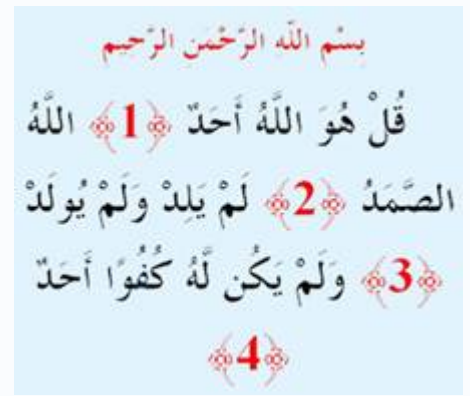 بِسْمِ اللّٰهِ الرَّحْمَنِ الرَّحِيمِ
قُلْ هُوَ اللَّهُ أَحَدٌ ﴿1﴾ اللَّهُ
الصَّمَدُ ﴿2﴾ لَمْ يَلِدْ وَلَمْ يُولَدْ
﴿3﴾ وَلَمْ يَكُن لَّهُ كُفُوًا أَحَدٌ
﴿4﴾